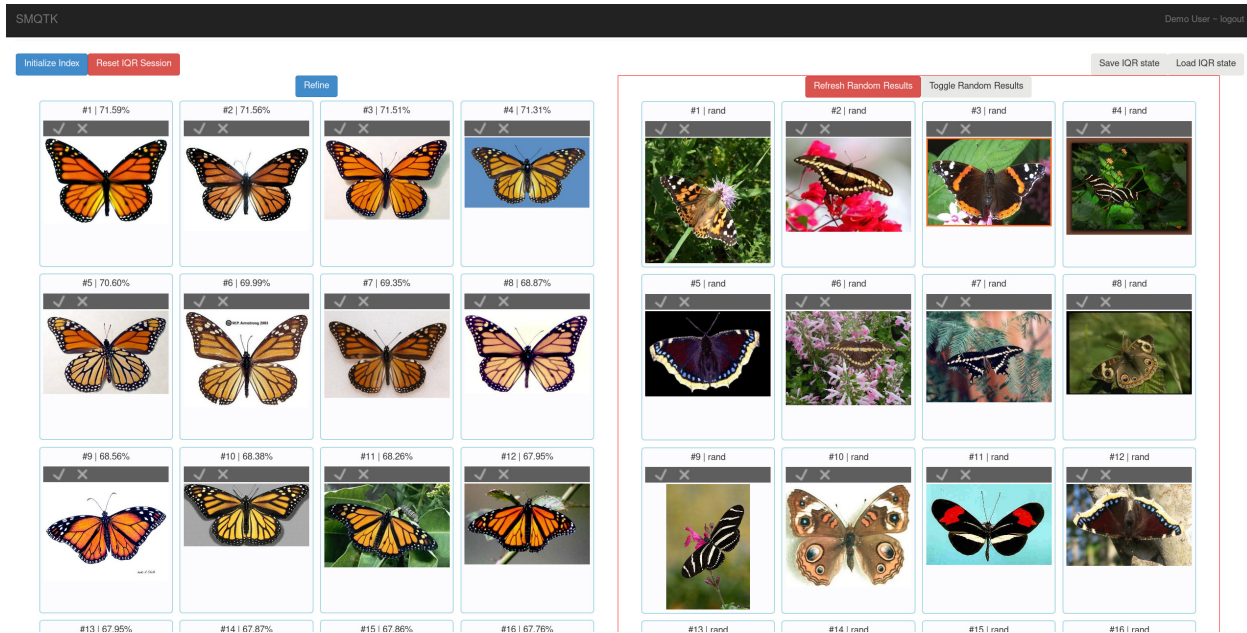 SMQTK
Demo User ~ logout
Initialize Index
Reset IQR Session
Save IQR state
Load IQR state
Refine
Refresh Random Results
Toggle Random Results
#1 | 71.59%
#2 | 71.56%
#3 | 71.51%
#4 | 71.31%
#1 | rand
#2 | rand
#3 | rand
#4 | rand
#5 | 70.60%
#6 | 69.99%
#7 | 69.35%
#8 | 68.87%
#5 | rand
#6 | rand
#7 | rand
#8 | rand
#9 | 68.56%
#10 | 68.38%
#11 | 68.26%
#12 | 67.95%
#9 | rand
#10 | rand
#11 | rand
#12 | rand
#13 | 67.95%
#14 | 67.87%
#15 | 67.86%
#16 | 67.76%
#13 | rand
#14 | rand
#15 | rand
#16 | rand